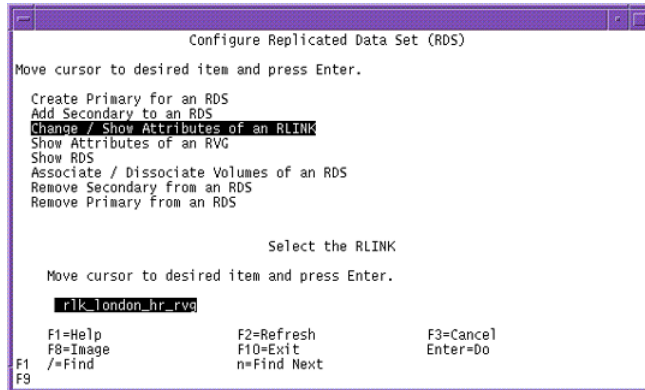 Configure Replicated Data Set (RDS)
Move cursor to desired item and press Enter.
Create Primary for an RDS
Add Secondary to an RDS
Change / Show Attributes of an RLINK
Show Attributes of an RVG
Show RDS
Associate / Dissociate Volumes of an RDS
Remove Secondary from an RDS
Remove Primary from an RDS
Select the RLINK
Move cursor to desired item and press Enter.
rlk_london_hr_rvg
F1=Help F2=Refresh F3=Cancel
F8=Image F10=Exit Enter=Do
F1 /=Find n=Find Next
F9